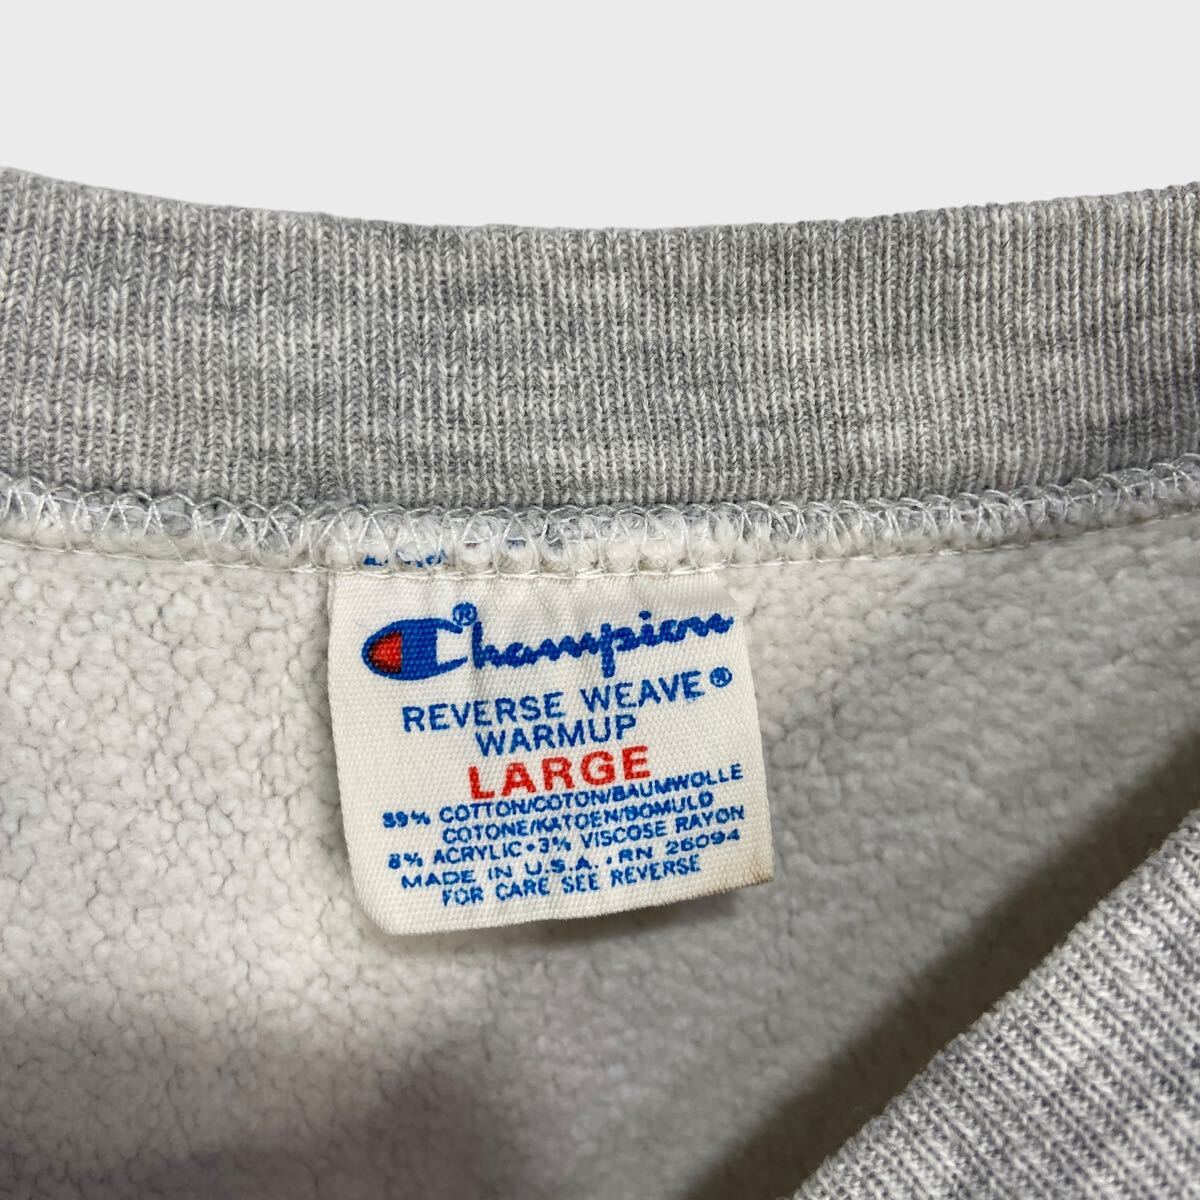 Champion®
REVERSE WEAVE®
WARMUP
LARGE
89% COTTON/COTON/BAUMWOLLE
COTONE/KATOEN/BOMULD
8% ACRYLIC • 3% VISCOSE RAYON
MADE IN U.S.A. • RN 26094
FOR CARE SEE REVERSE